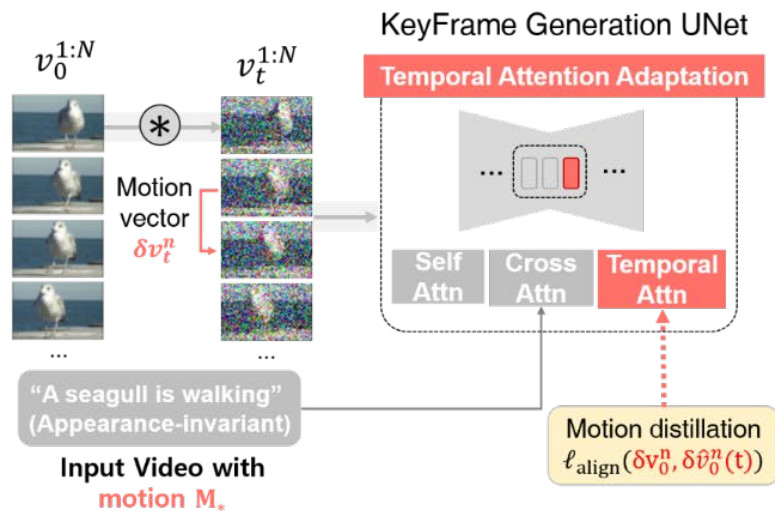 KeyFrame Generation UNet
v_0^{1:N}
v_t^{1:N}
Temporal Attention Adaptation
*
... ...
Motion
vector
δv_t^n
Self
Attn
Cross
Attn
Temporal
Attn
...
...
“A seagull is walking”
(Appearance-invariant)
Input Video with
motion M_*
Motion distillation
ℓ_align(δv_0^n, δv̂_0^n(t))